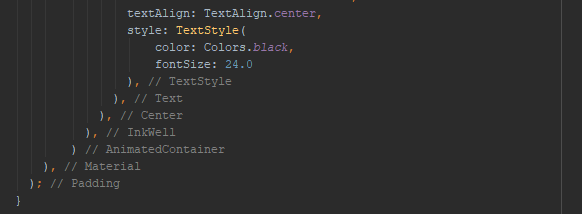 textAlign: TextAlign.center,
style: TextStyle(
color: Colors.black,
fontSize: 24.0
), // TextStyle
), // Text
), // Center
), // InkWell
) // AnimatedContainer
), // Material
); // Padding
}